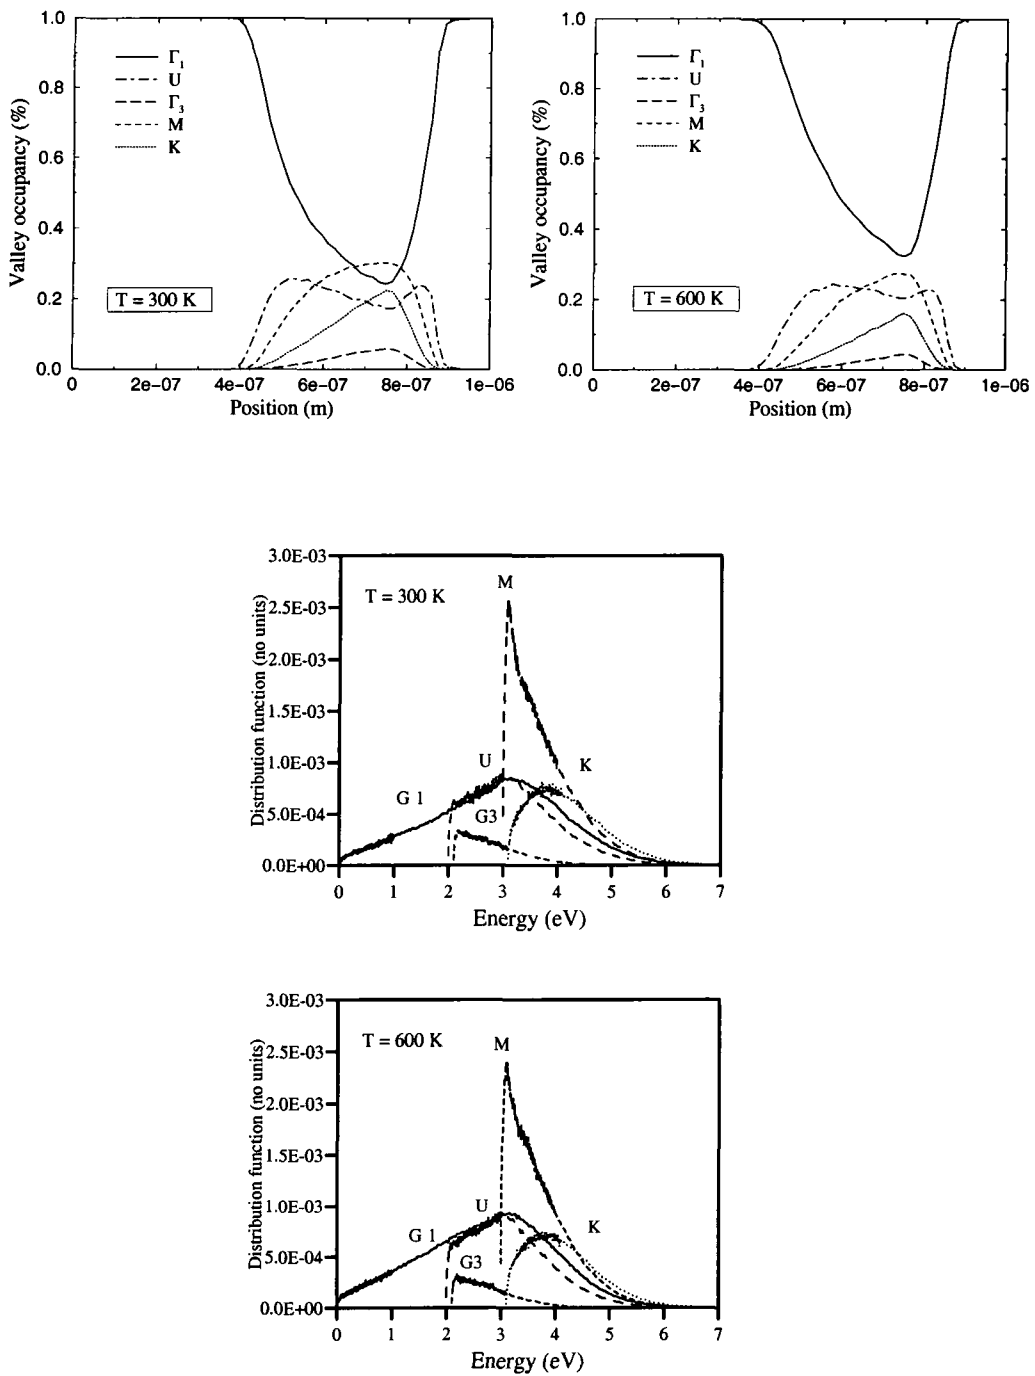 1.0
0.8
0.6
0.4
0.2
0.0
Valley occupancy (%)
Γ1
U
Γ3
M
K
T = 300 K
0 2e-07 4e-07 6e-07 8e-07 1e-06
Position (m)
1.0
0.8
0.6
0.4
0.2
0.0
Valley occupancy (%)
Γ1
U
Γ3
M
K
T = 600 K
0 2e-07 4e-07 6e-07 8e-07 1e-06
Position (m)
3.0E-03
2.5E-03
2.0E-03
1.5E-03
1.0E-03
5.0E-04
0.0E+00
Distribution function (no units)
T = 300 K
M
U
K
G 1
G3
0 1 2 3 4 5 6 7
Energy (eV)
3.0E-03
2.5E-03
2.0E-03
1.5E-03
1.0E-03
5.0E-04
0.0E+00
Distribution function (no units)
T = 600 K
M
U
K
G 1
G3
0 1 2 3 4 5 6 7
Energy (eV)